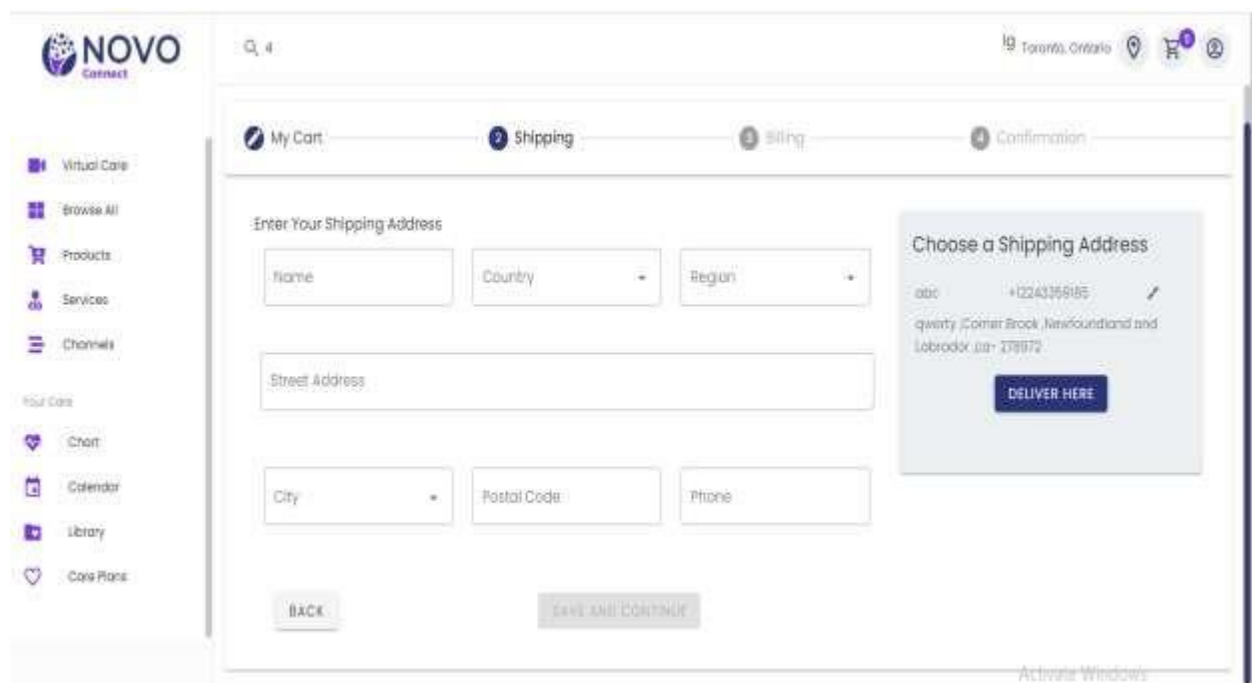 NOVO
Connect
4
Toronto, Ontario
My Cart
2 Shipping
3 Billing
4 Confirmation
Virtual Care
Browse All
Products
Services
Channels
Your Care
Chart
Calendar
Library
Care Plans
Enter Your Shipping Address
Name
Country
Region
Street Address
City
Postal Code
Phone
BACK
SAVE AND CONTINUE
Choose a Shipping Address
abc
qwerty ,Corner Brook ,Newfoundland and
Labrador ,ca-
DELIVER HERE
Activate Windows